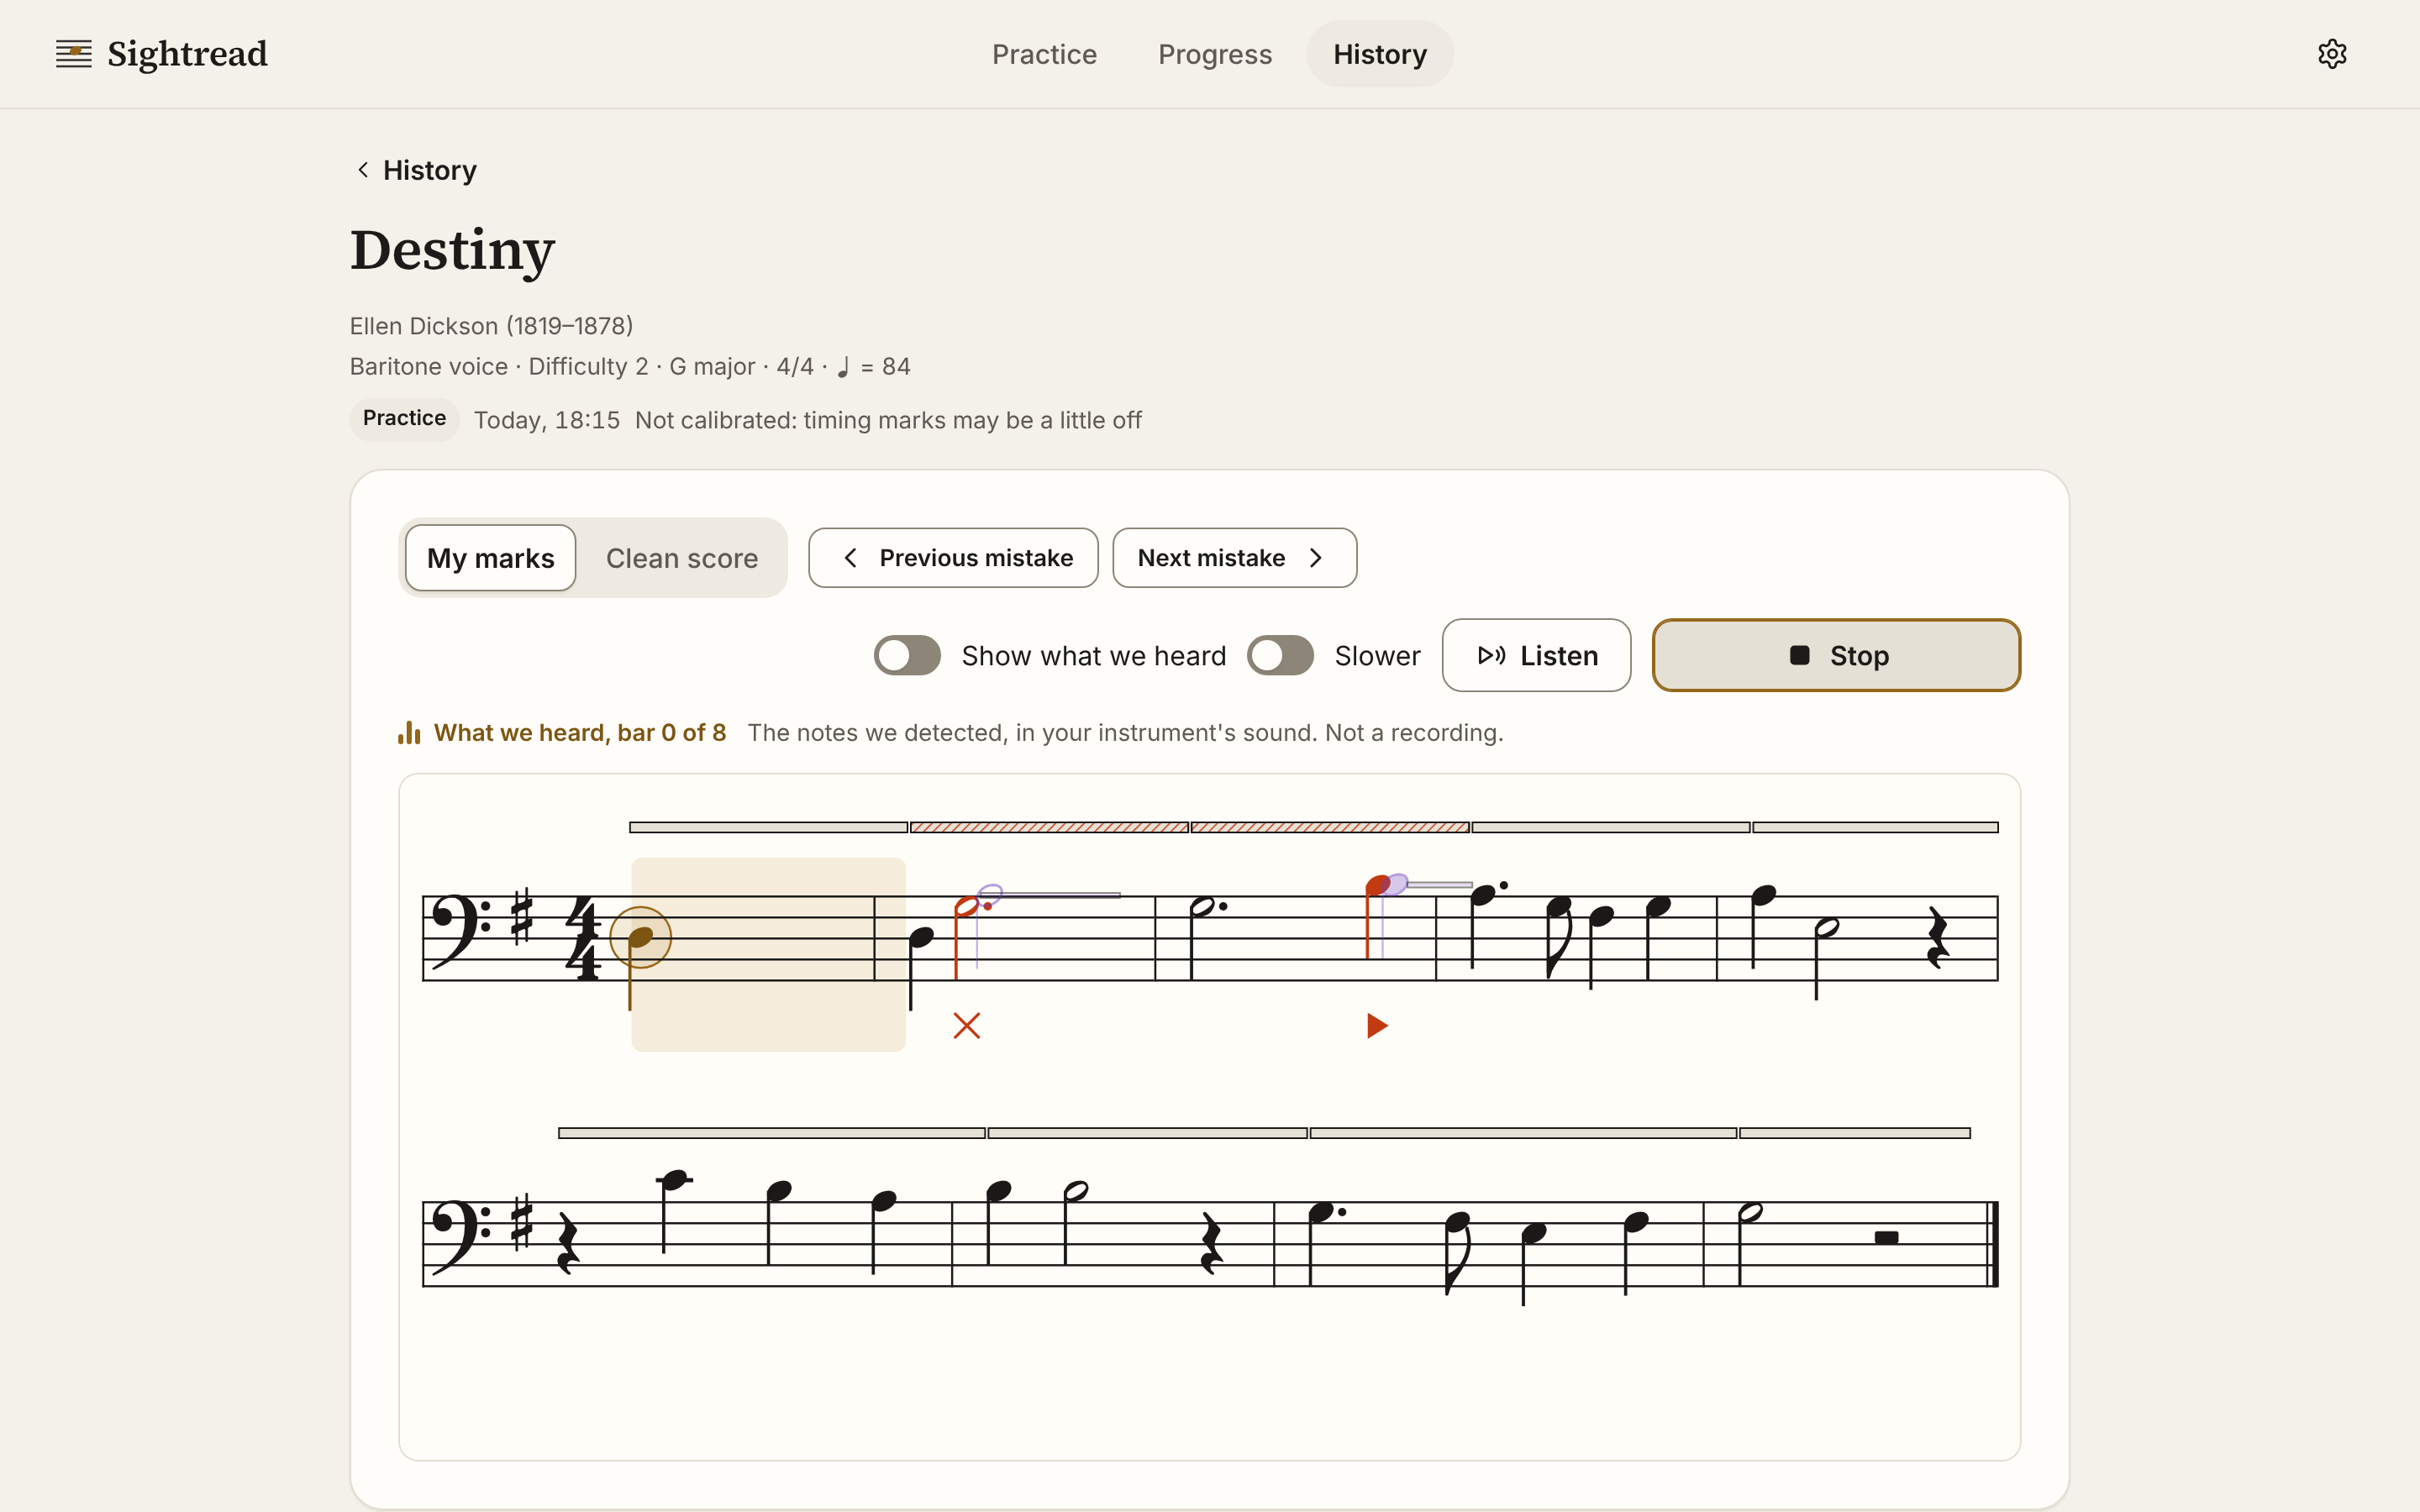 Sightread
Practice
Progress
History
History
Destiny
Ellen Dickson (1819–1878)
Baritone voice · Difficulty 2 · G major · 4/4 · ♩ = 84
Practice Today, 18:15 Not calibrated: timing marks may be a little off
My marks
Clean score
Previous mistake
Next mistake
Show what we heard
Slower
Listen
Stop
What we heard, bar 0 of 8 The notes we detected, in your instrument's sound. Not a recording.
4
4